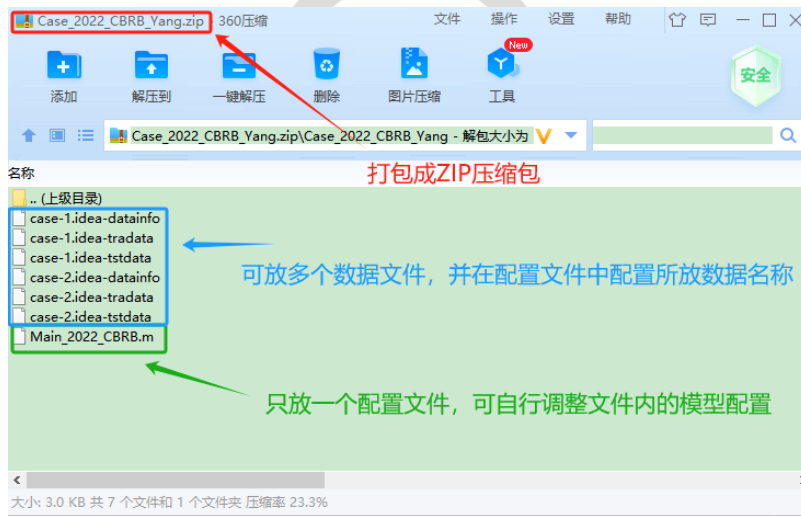 Case_2022_CBRB_Yang.zip - 360压缩 文件 操作 设置 帮助
New
添加 解压到 一键解压 删除 图片压缩 工具 安全
Case_2022_CBRB_Yang.zip\Case_2022_CBRB_Yang - 解包大小为
名称 打包成ZIP压缩包
.. (上级目录)
case-1.idea-datainfo
case-1.idea-tradata
case-1.idea-tstdata
case-2.idea-datainfo
case-2.idea-tradata
case-2.idea-tstdata
可放多个数据文件，并在配置文件中配置所放数据名称
Main_2022_CBRB.m
只放一个配置文件，可自行调整文件内的模型配置
大小: 3.0 KB 共 7 个文件和 1 个文件夹 压缩率 23.3%